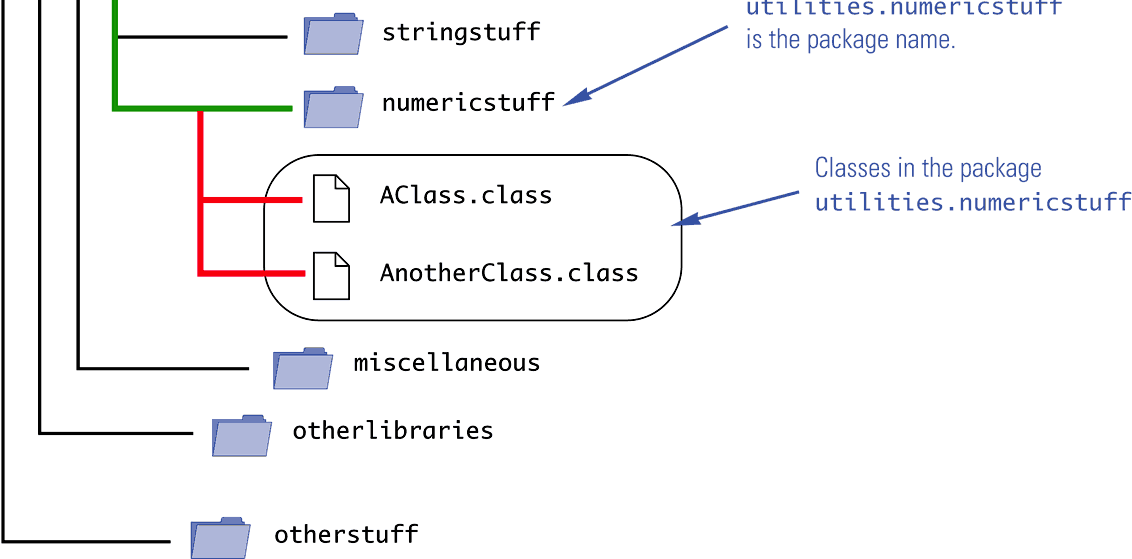 utilities.numericstuff
is the package name.
stringstuff
numericstuff
Classes in the package
utilities.numericstuff
AClass.class
AnotherClass.class
miscellaneous
otherlibraries
otherstuff